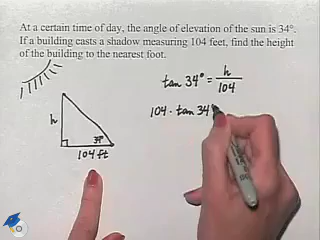 At a certain time of day, the angle of elevation of the sun is 34°.
If a building casts a shadow measuring 104 feet, find the height
of the building to the nearest foot.
tan 34° = h/104
h
34°
104 ft
104 · tan 34